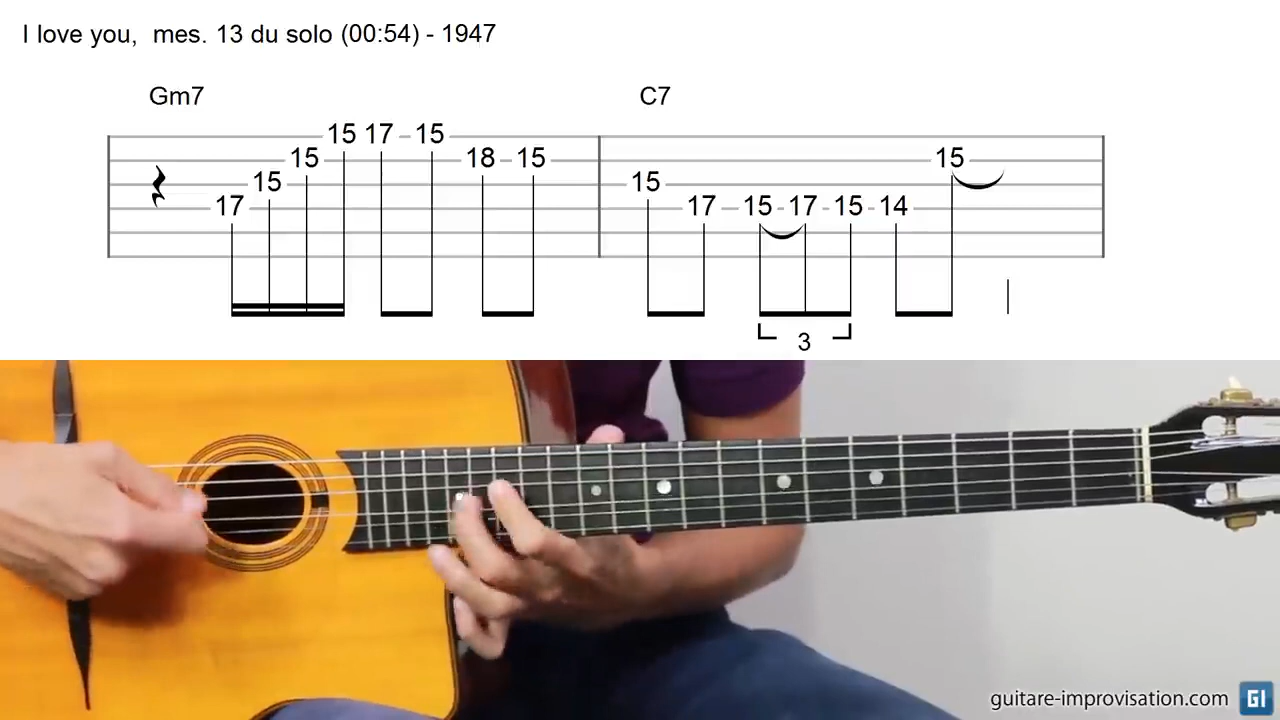 I love you,  mes. 13 du solo (00:54) - 1947
Gm7 C7
15 17 15
15 18 15 15
15 15
17 17 15 17 15 14
3
guitare-improvisation.com GI